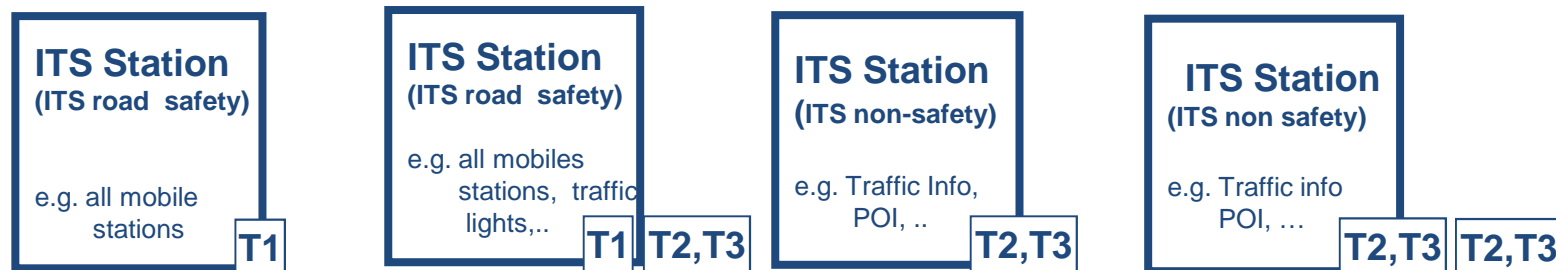 ITS Station
(ITS road safety)
e.g. all mobile
stations
T1
ITS Station
(ITS road safety)
e.g. all mobiles
stations, traffic
lights,..
T1
T2,T3
ITS Station
(ITS non-safety)
e.g. Traffic Info,
POI, ..
T2,T3
ITS Station
(ITS non safety)
e.g. Traffic info
POI, …
T2,T3
T2,T3